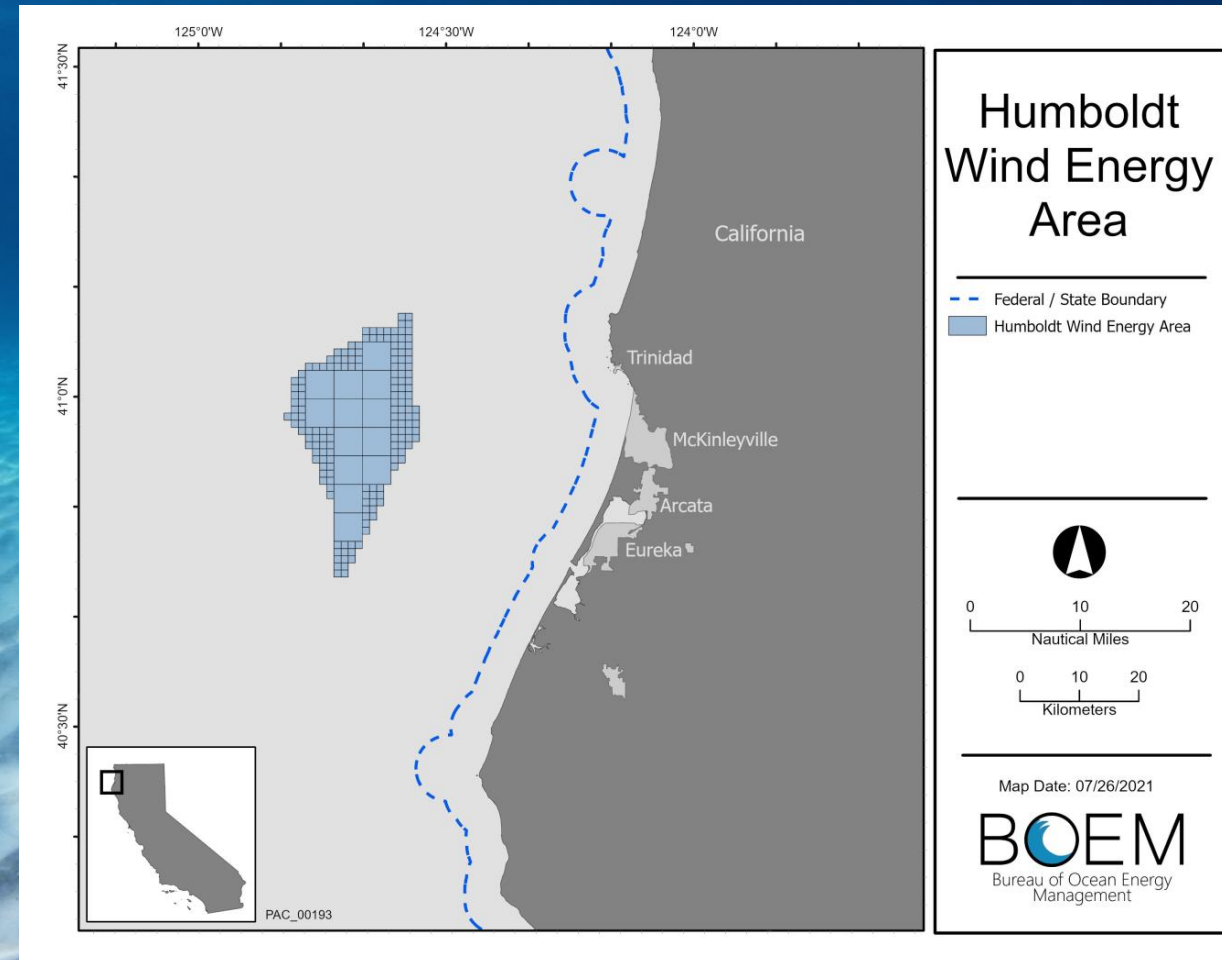 125°0'W
124°30'W
124°0'W
41°30'N
41°0'N
40°30'N
California
Trinidad
McKinleyville
Arcata
Eureka
PAC_00193
Humboldt
Wind Energy
Area
Federal / State Boundary
Humboldt Wind Energy Area
0 10 20
Nautical Miles
0 10 20
Kilometers
Map Date: 07/26/2021
BOEM
Bureau of Ocean Energy
Management